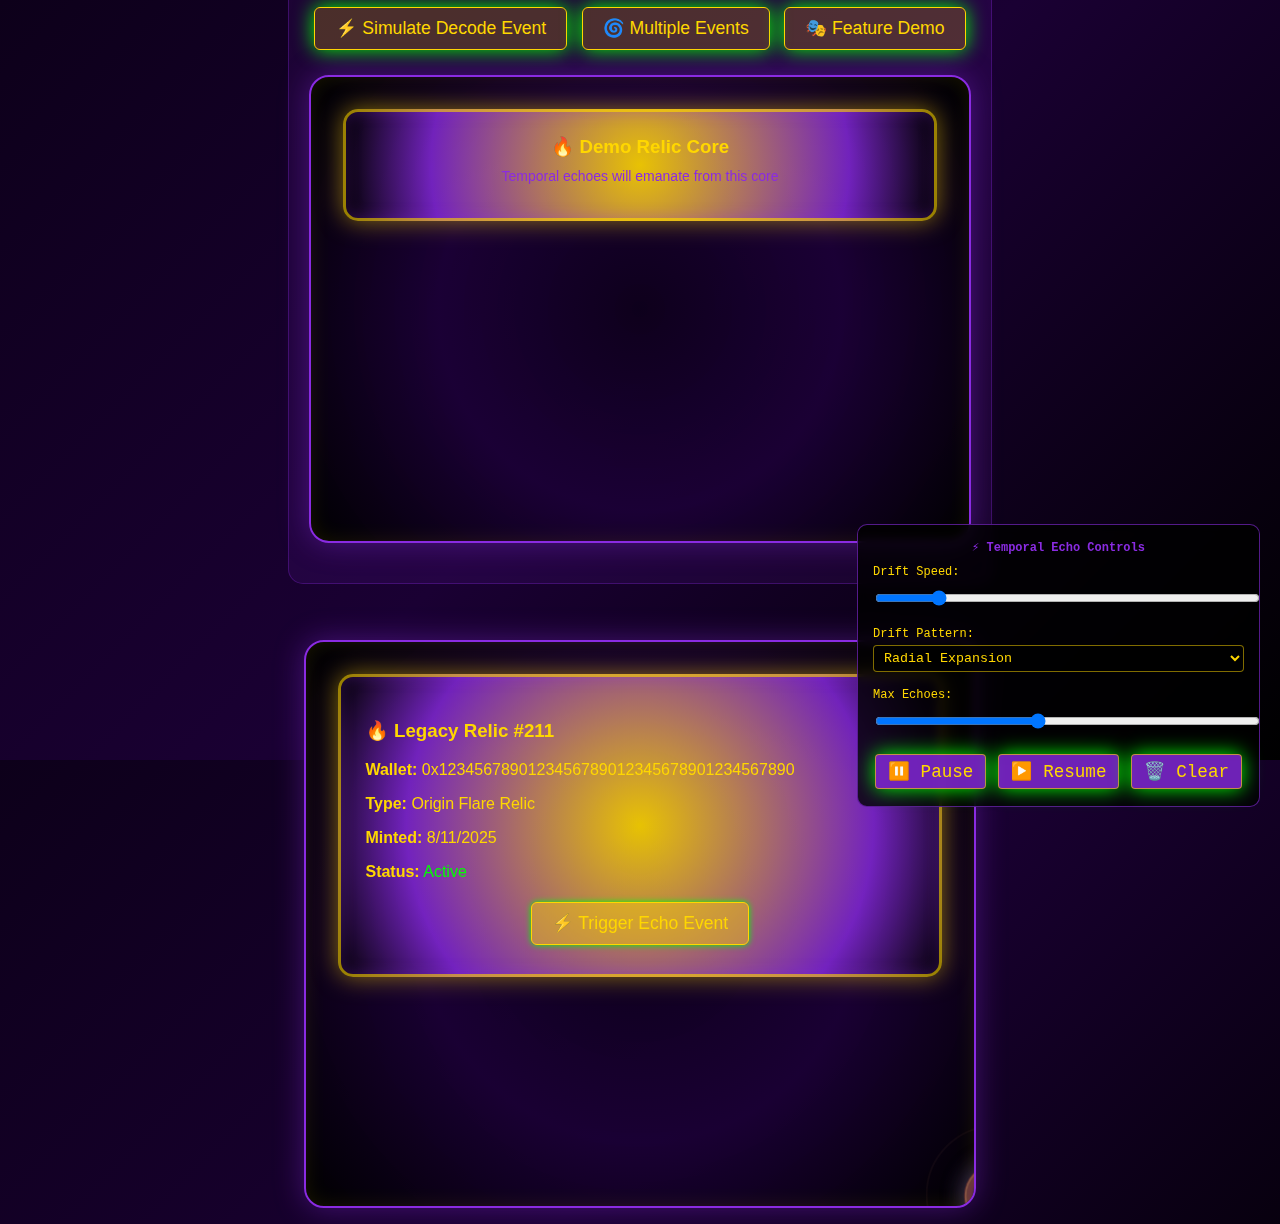 ⚡ Simulate Decode Event
🌀 Multiple Events
🎭 Feature Demo
🔥 Demo Relic Core
Temporal echoes will emanate from this core
⚡ Temporal Echo Controls
Drift Speed:
Drift Pattern:
Radial Expansion
Max Echoes:
⏸️ Pause
▶️ Resume
🗑️ Clear
🔥 Legacy Relic #211
Wallet: 0x1234567890123456789012345678901234567890
Type: Origin Flare Relic
Minted: 8/11/2025
Status: Active
⚡ Trigger Echo Event